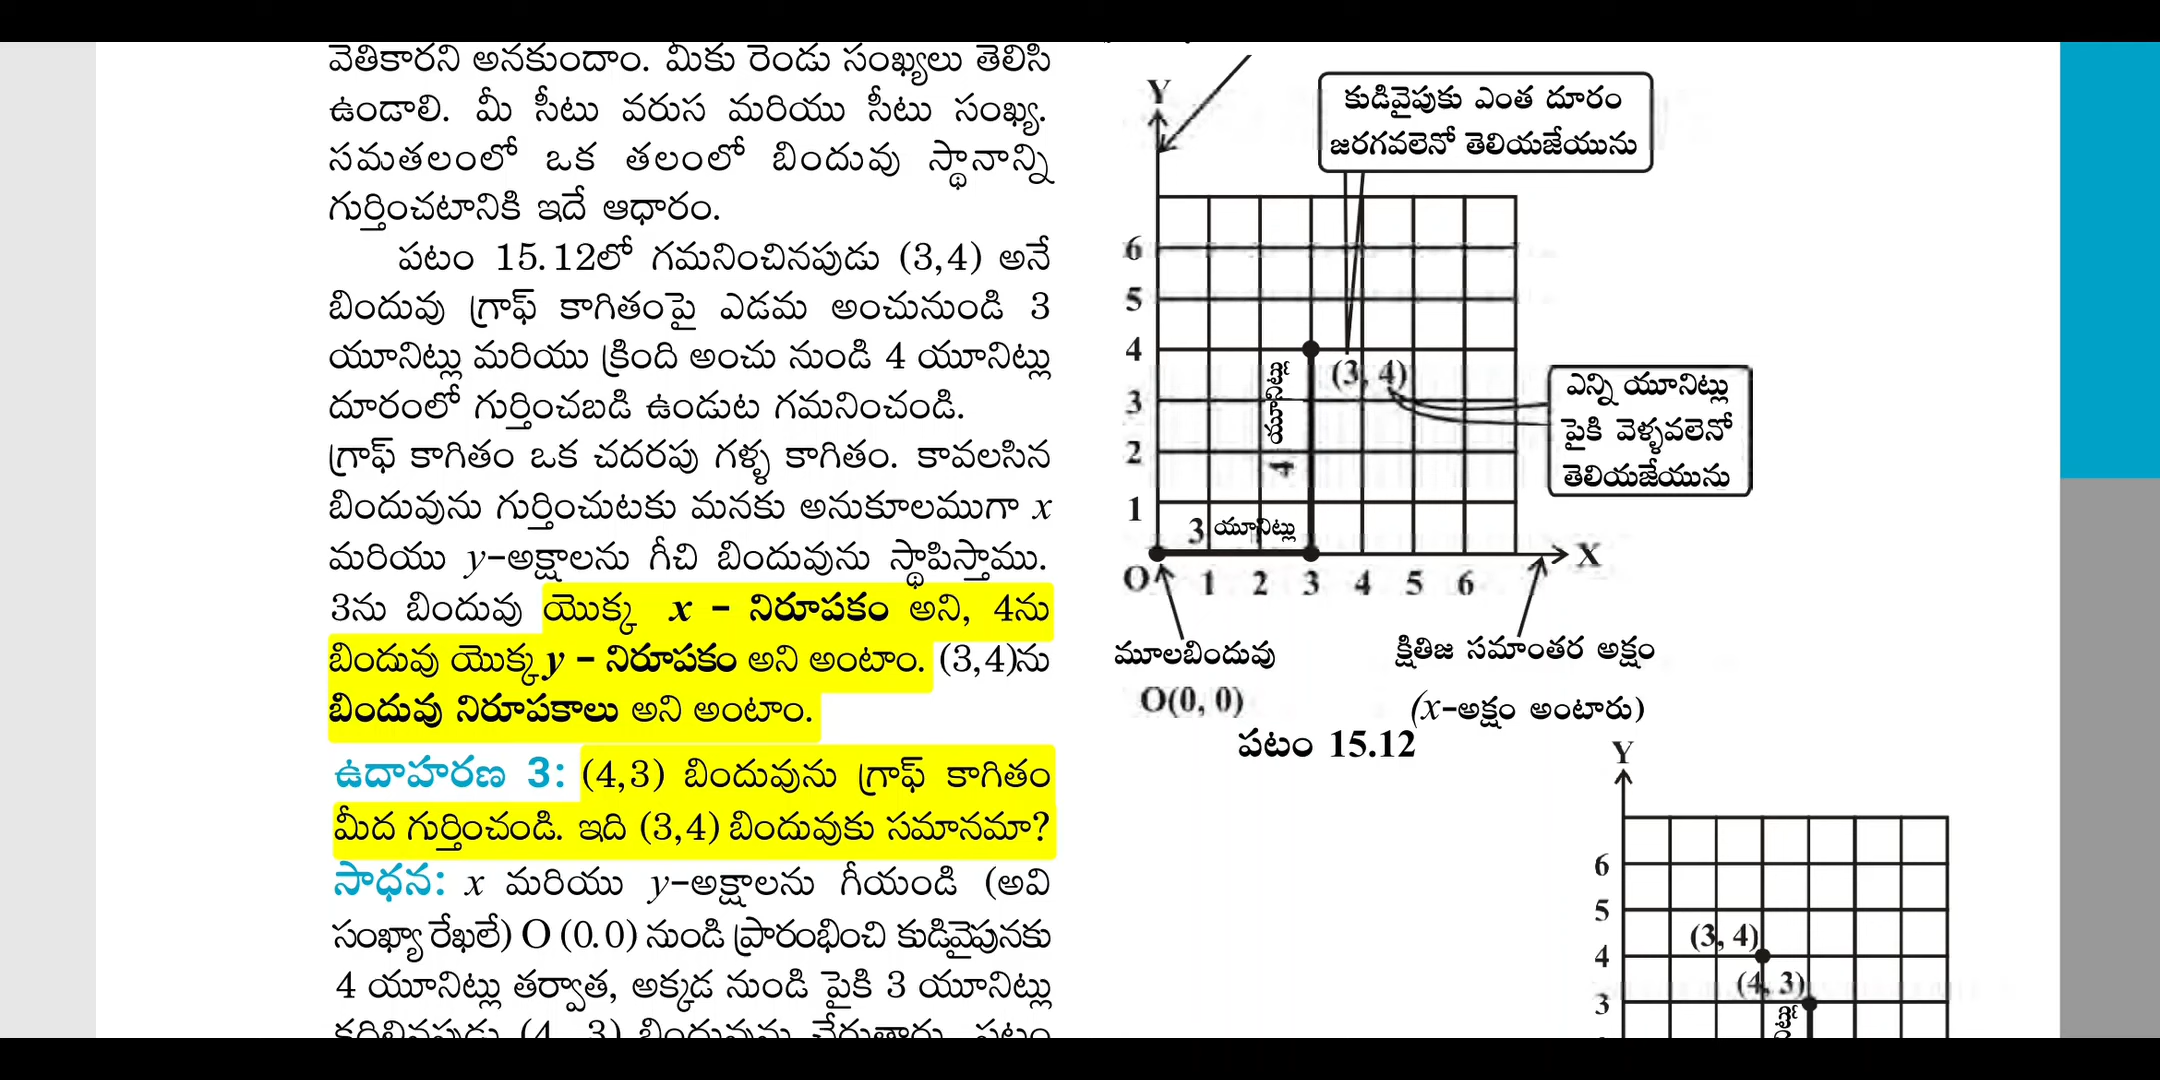 వెతికారని అనకుందాం. మీకు రెండు సంఖ్యలు తెలిసి
ఉండాలి. మీ సీటు వరుస మరియు సీటు సంఖ్య.
సమతలంలో ఒక తలంలో బిందువు స్థానాన్ని
గుర్తించటానికి ఇదే ఆధారం.
పటం 15.12లో గమనించినపుడు (3,4) అనే
బిందువు గ్రాఫ్ కాగితంపై ఎడమ అంచునుండి 3
యూనిట్లు మరియు క్రింది అంచు నుండి 4 యూనిట్లు
దూరంలో గుర్తించబడి ఉండుట గమనించండి.
గ్రాఫ్ కాగితం ఒక చదరపు గళ్ళ కాగితం. కావలసిన
బిందువును గుర్తించుటకు మనకు అనుకూలముగా x
మరియు y-అక్షాలను గీచి బిందువును స్థాపిస్తాము.
3ను బిందువు యొక్క x - నిరూపకం అని, 4ను
బిందువు యొక్క y - నిరూపకం అని అంటాం. (3,4)ను
బిందువు నిరూపకాలు అని అంటాం.
ఉదాహరణ 3: (4,3) బిందువును గ్రాఫ్ కాగితం
మీద గుర్తించండి. ఇది (3,4) బిందువుకు సమానమా?
సాధన: x మరియు y-అక్షాలను గీయండి (అవి
సంఖ్యా రేఖలే) O (0.0) నుండి ప్రారంభించి కుడివైపునకు
4 యూనిట్లు తర్వాత, అక్కడ నుండి పైకి 3 యూనిట్లు
Y
కుడివైపుకు ఎంత దూరం
జరగవలెనో తెలియజేయును
6
5
4
3
2
1
(3, 4)
4 యూనిట్లు
3 యూనిట్లు
ఎన్ని యూనిట్లు
పైకి వెళ్ళవలెనో
తెలియజేయును
O 1 2 3 4 5 6 X
మూలబిందువు
O(0, 0)
క్షితిజ సమాంతర అక్షం
(x-అక్షం అంటారు)
పటం 15.12
Y
6
5
4
3
(3, 4)
(4, 3)